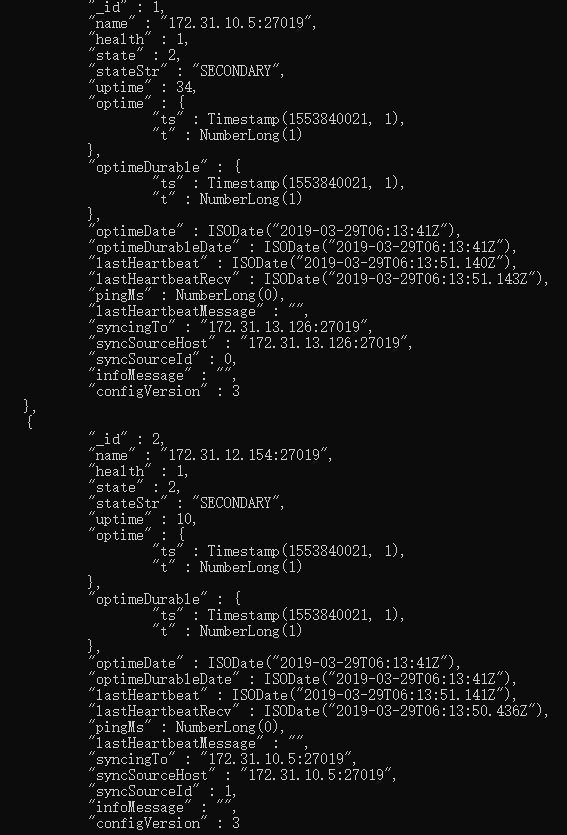 "_id" : 1,
"name" : "172.31.10.5:27019",
"health" : 1,
"state" : 2,
"stateStr" : "SECONDARY",
"uptime" : 34,
"optime" : {
"ts" : Timestamp(1553840021, 1),
"t" : NumberLong(1)
},
"optimeDurable" : {
"ts" : Timestamp(1553840021, 1),
"t" : NumberLong(1)
},
"optimeDate" : ISODate("2019-03-29T06:13:41Z"),
"optimeDurableDate" : ISODate("2019-03-29T06:13:41Z"),
"lastHeartbeat" : ISODate("2019-03-29T06:13:51.140Z"),
"lastHeartbeatRecv" : ISODate("2019-03-29T06:13:51.143Z"),
"pingMs" : NumberLong(0),
"lastHeartbeatMessage" : "",
"syncingTo" : "172.31.13.126:27019",
"syncSourceHost" : "172.31.13.126:27019",
"syncSourceId" : 0,
"infoMessage" : "",
"configVersion" : 3
},
{
"_id" : 2,
"name" : "172.31.12.154:27019",
"health" : 1,
"state" : 2,
"stateStr" : "SECONDARY",
"uptime" : 10,
"optime" : {
"ts" : Timestamp(1553840021, 1),
"t" : NumberLong(1)
},
"optimeDurable" : {
"ts" : Timestamp(1553840021, 1),
"t" : NumberLong(1)
},
"optimeDate" : ISODate("2019-03-29T06:13:41Z"),
"optimeDurableDate" : ISODate("2019-03-29T06:13:41Z"),
"lastHeartbeat" : ISODate("2019-03-29T06:13:51.141Z"),
"lastHeartbeatRecv" : ISODate("2019-03-29T06:13:50.436Z"),
"pingMs" : NumberLong(0),
"lastHeartbeatMessage" : "",
"syncingTo" : "172.31.10.5:27019",
"syncSourceHost" : "172.31.10.5:27019",
"syncSourceId" : 1,
"infoMessage" : "",
"configVersion" : 3